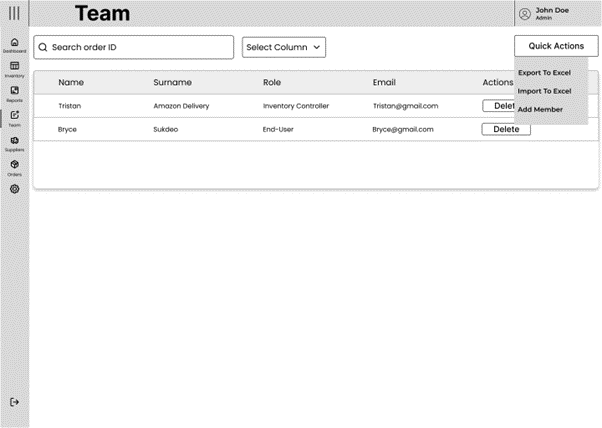 Team
John Doe
Admin
Search order ID
Select Column
Quick Actions
Export To Excel
Import To Excel
Add Member
Dashboard
Inventory
Reports
Team
Suppliers
Orders
Name Surname Role Email Actions
Tristan Amazon Delivery Inventory Controller Tristan@gmail.com Delet
Bryce Sukdeo End-User Bryce@gmail.com Delete